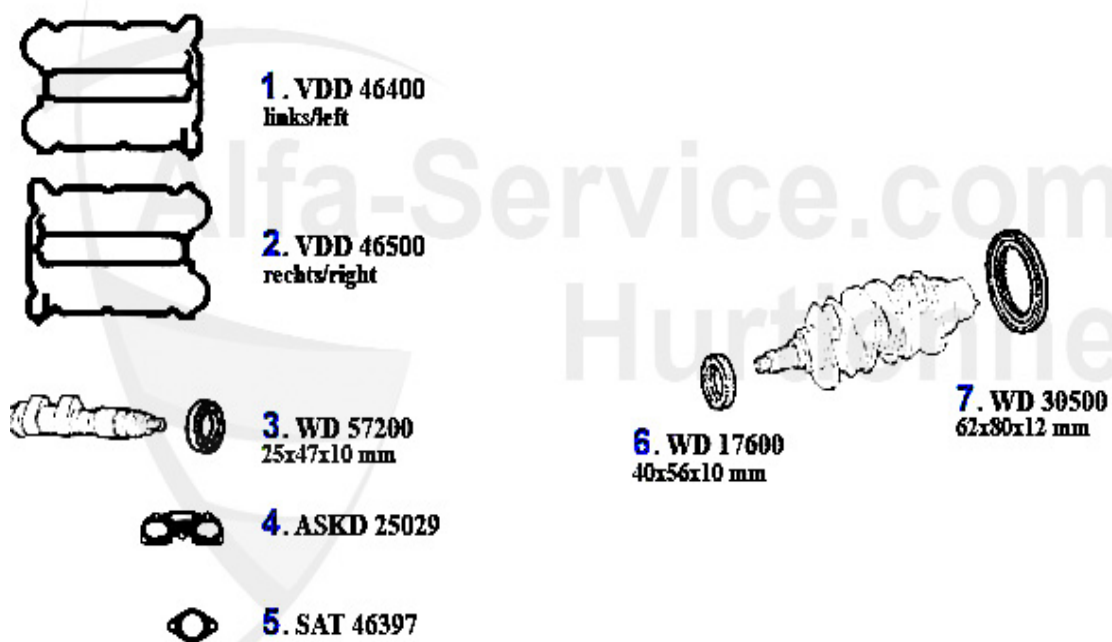 1. VDD 46400
links/left
2. VDD 46500
rechts/right
3. WD 57200
25x47x10 mm
4. ASKD 25029
5. SAT 46397
6. WD 17600
40x56x10 mm
7. WD 30500
62x80x12 mm
Alfa-Service.com